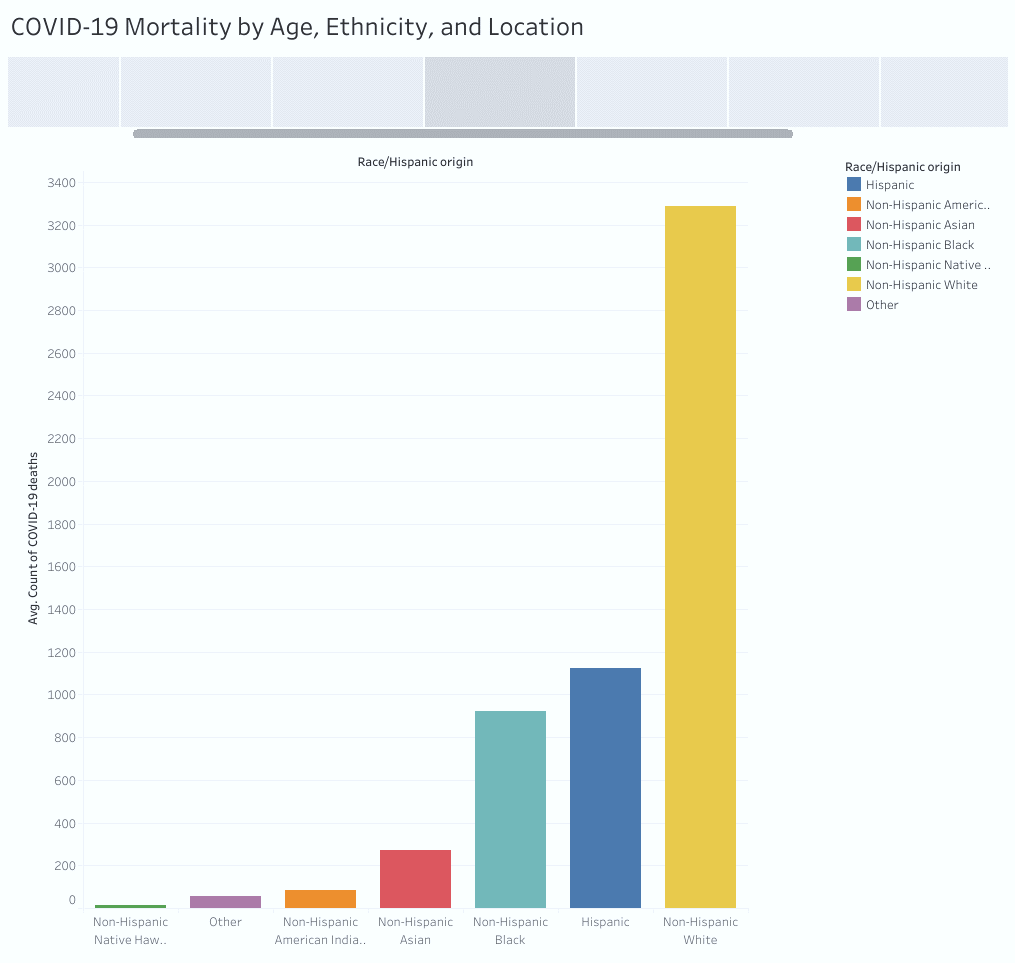 COVID-19 Mortality by Age, Ethnicity, and Location
Race/Hispanic origin
Race/Hispanic origin
Hispanic
Non-Hispanic Americ..
Non-Hispanic Asian
Non-Hispanic Black
Non-Hispanic Native ..
Non-Hispanic White
Other
Avg. Count of COVID-19 deaths
3400
3200
3000
2800
2600
2400
2200
2000
1800
1600
1400
1200
1000
800
600
400
200
0
Non-Hispanic
Native Haw..
Other
Non-Hispanic
American India..
Non-Hispanic
Asian
Non-Hispanic
Black
Hispanic
Non-Hispanic
White